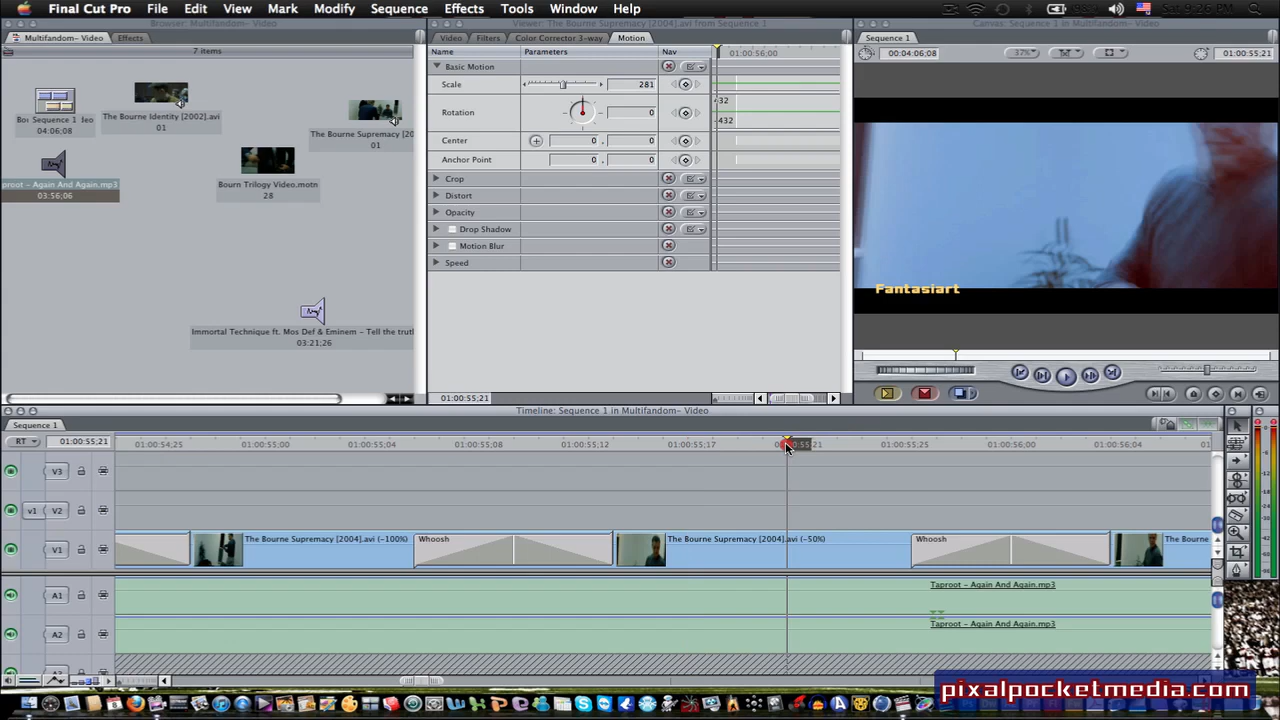 Final Cut Pro File Edit View Mark Modify Sequence Effects Tools Window Help
Sat 9:26 PM
Browser: Multifandom- Video
Viewer: The Bourne Supremacy [2004].avi from Sequence 1
Canvas: Sequence 1 in Multifandom- Video
Multifandom- Video Effects
Video Filters Color Corrector 3-way Motion
Sequence 1
7 items
Name Parameters Nav 01:00:56;00
00:04:06;08 37% 01:00:55;21
Basic Motion
Scale 281
Rotation 0
+32
-432
Center 0 , 0
Anchor Point 0 , 0
Crop
Distort
Opacity
Drop Shadow
Motion Blur
Speed
Sequence 1
04:06;08
The Bourne Identity [2002].avi
01
The Bourne Supremacy [20
01
proot - Again And Again.mp3
03:56;06
Bourn Trilogy Video.motn
28
Immortal Technique ft. Mos Def & Eminem - Tell the truth
03:21;26
Fantasiart
01:00:55;21
Timeline: Sequence 1 in Multifandom- Video
Sequence 1
RT 01:00:55;21 01:00:54;25 01:00:55;00 01:00:55;04 01:00:55;08 01:00:55;12 01:00:55;17 01:00:55;21 01:00:55;25 01:00:56;00 01:00:56;04
V3
v1 V2
V1 The Bourne Supremacy [2004].avi (-100%) Whoosh The Bourne Supremacy [2004].avi (-50%) Whoosh The Bourne
A1 Taproot - Again And Again.mp3
A2 Taproot - Again And Again.mp3
pixalpocketmedia.com